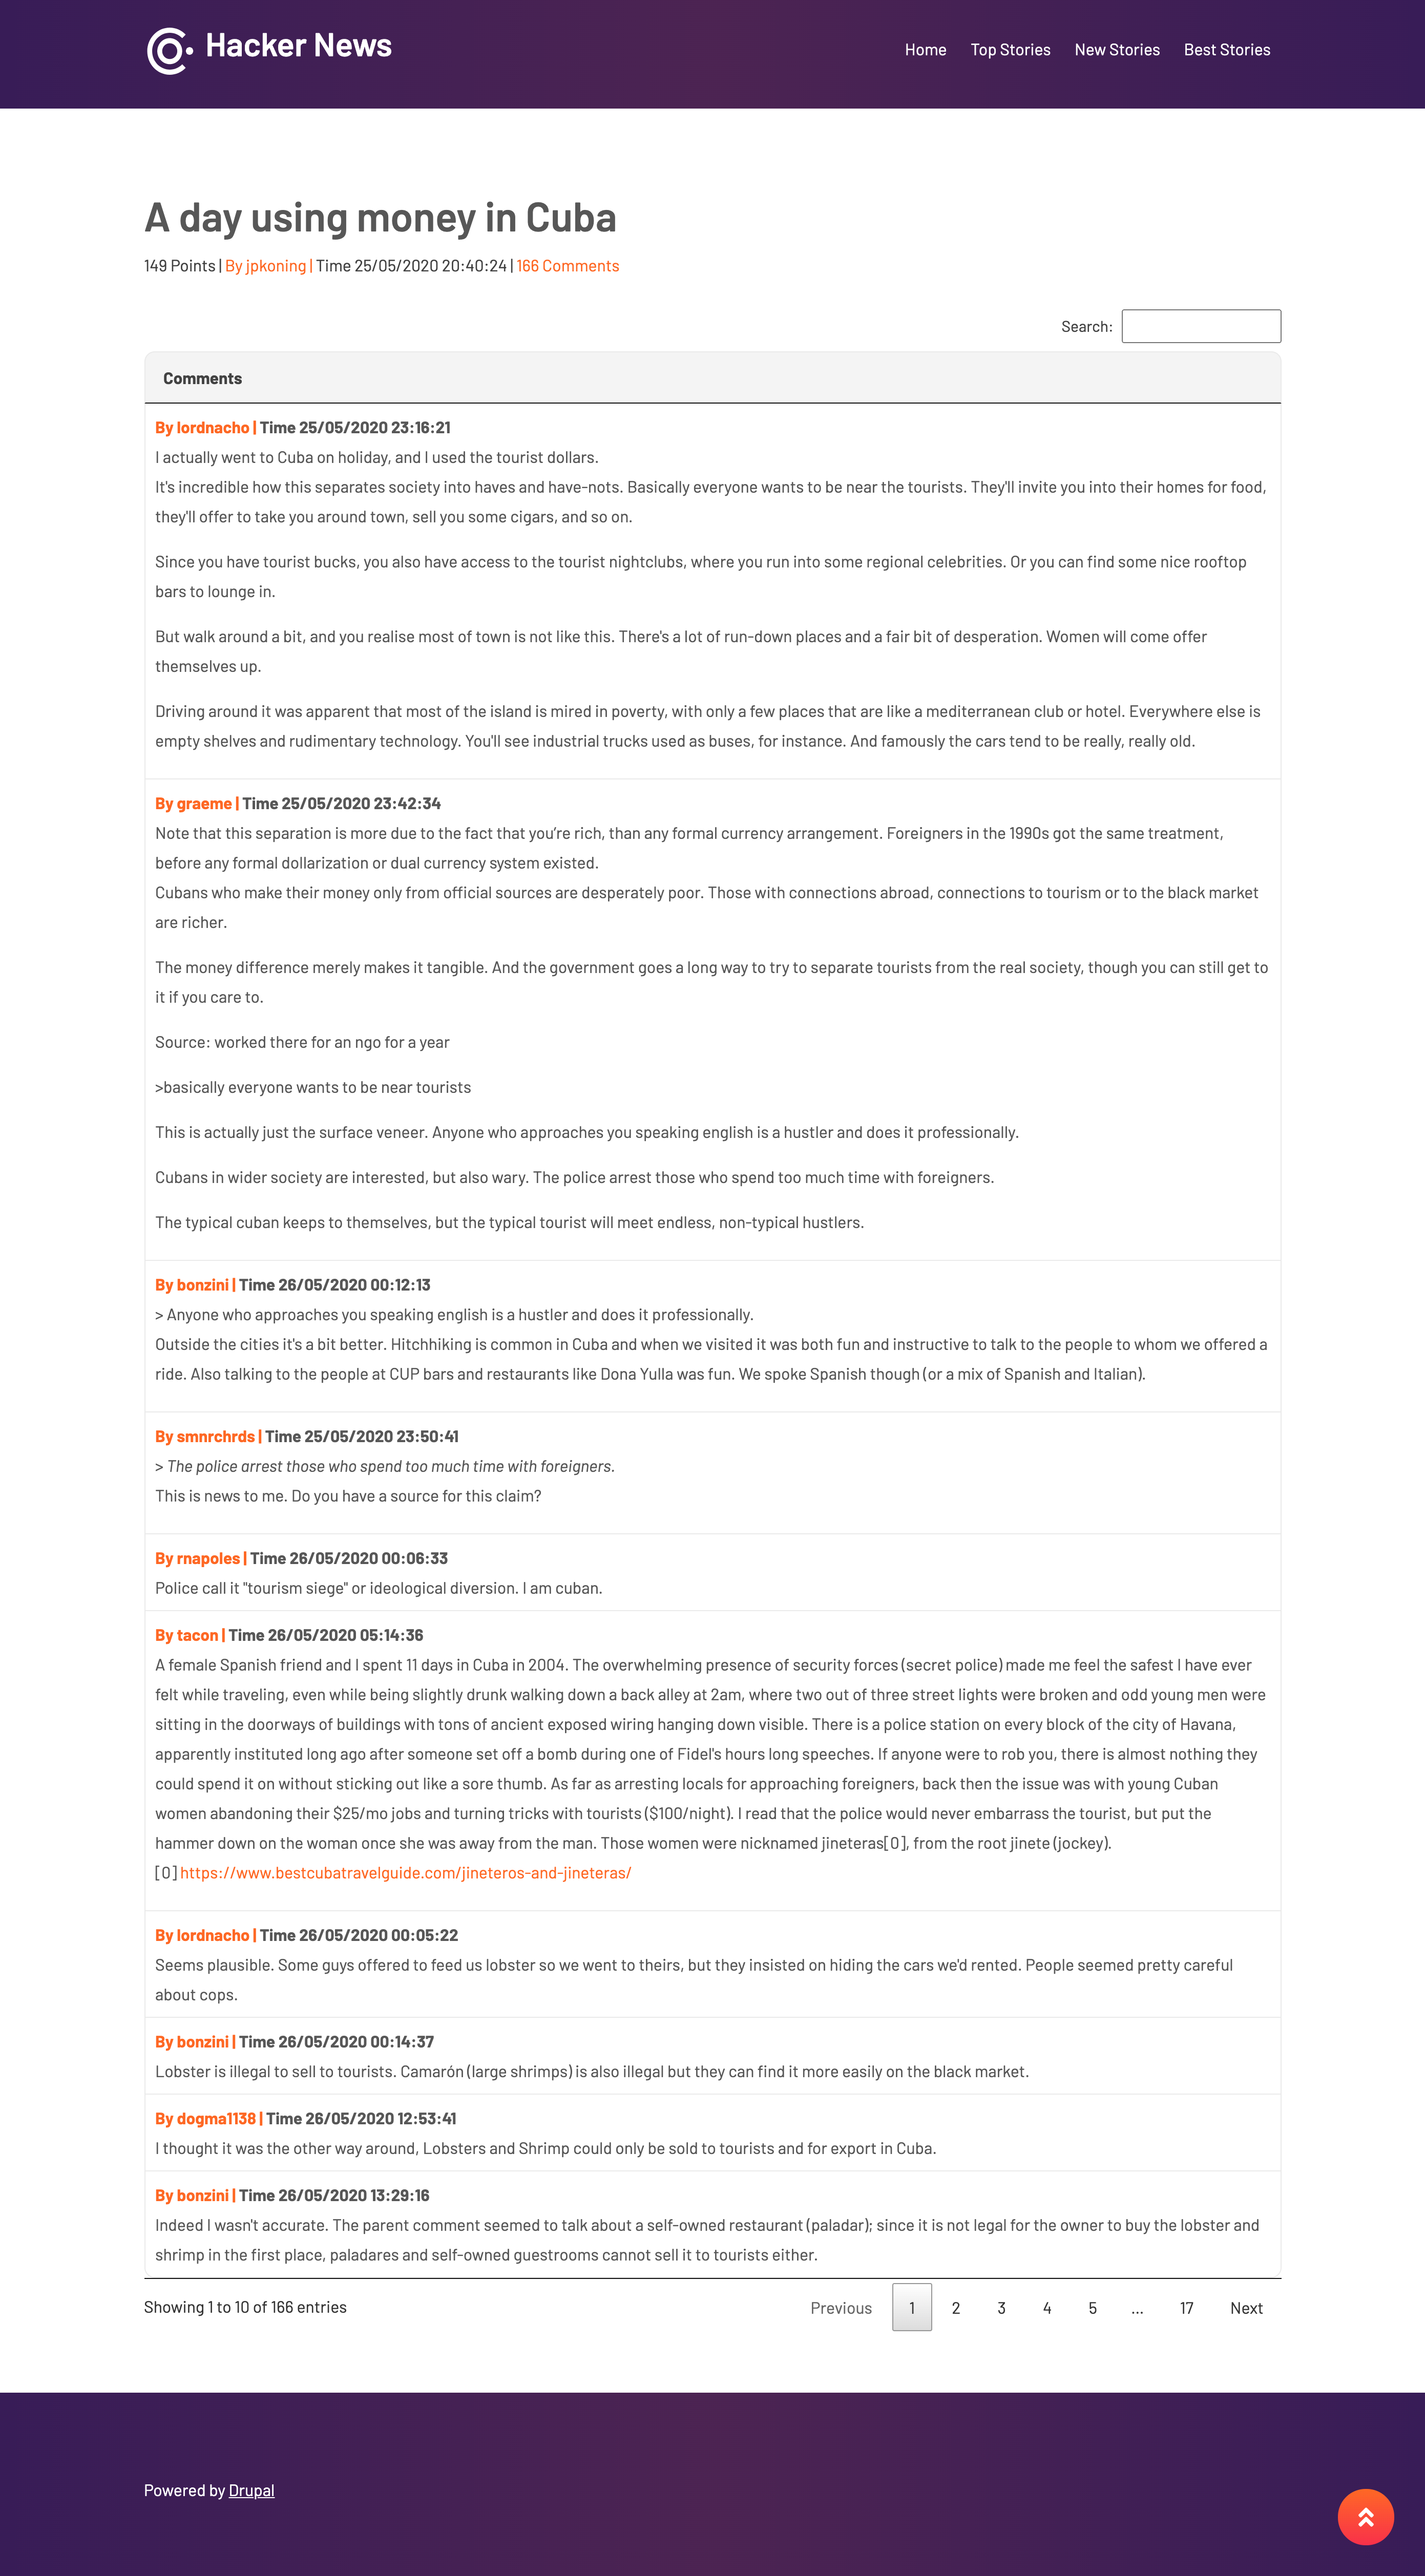 Hacker News
Home Top Stories New Stories Best Stories
A day using money in Cuba
149 Points | By jpkoning | Time 25/05/2020 20:40:24 | 166 Comments
Search:
Comments
By lordnacho | Time 25/05/2020 23:16:21
I actually went to Cuba on holiday, and I used the tourist dollars.
It's incredible how this separates society into haves and have-nots. Basically everyone wants to be near the tourists. They'll invite you into their homes for food,
they'll offer to take you around town, sell you some cigars, and so on.
Since you have tourist bucks, you also have access to the tourist nightclubs, where you run into some regional celebrities. Or you can find some nice rooftop
bars to lounge in.
But walk around a bit, and you realise most of town is not like this. There's a lot of run-down places and a fair bit of desperation. Women will come offer
themselves up.
Driving around it was apparent that most of the island is mired in poverty, with only a few places that are like a mediterranean club or hotel. Everywhere else is
empty shelves and rudimentary technology. You'll see industrial trucks used as buses, for instance. And famously the cars tend to be really, really old.
By graeme | Time 25/05/2020 23:42:34
Note that this separation is more due to the fact that you’re rich, than any formal currency arrangement. Foreigners in the 1990s got the same treatment,
before any formal dollarization or dual currency system existed.
Cubans who make their money only from official sources are desperately poor. Those with connections abroad, connections to tourism or to the black market
are richer.
The money difference merely makes it tangible. And the government goes a long way to try to separate tourists from the real society, though you can still get to
it if you care to.
Source: worked there for an ngo for a year
>basically everyone wants to be near tourists
This is actually just the surface veneer. Anyone who approaches you speaking english is a hustler and does it professionally.
Cubans in wider society are interested, but also wary. The police arrest those who spend too much time with foreigners.
The typical cuban keeps to themselves, but the typical tourist will meet endless, non-typical hustlers.
By bonzini | Time 26/05/2020 00:12:13
> Anyone who approaches you speaking english is a hustler and does it professionally.
Outside the cities it's a bit better. Hitchhiking is common in Cuba and when we visited it was both fun and instructive to talk to the people to whom we offered a
ride. Also talking to the people at CUP bars and restaurants like Dona Yulla was fun. We spoke Spanish though (or a mix of Spanish and Italian).
By smnrchrds | Time 25/05/2020 23:50:41
> The police arrest those who spend too much time with foreigners.
This is news to me. Do you have a source for this claim?
By rnapoles | Time 26/05/2020 00:06:33
Police call it "tourism siege" or ideological diversion. I am cuban.
By tacon | Time 26/05/2020 05:14:36
A female Spanish friend and I spent 11 days in Cuba in 2004. The overwhelming presence of security forces (secret police) made me feel the safest I have ever
felt while traveling, even while being slightly drunk walking down a back alley at 2am, where two out of three street lights were broken and odd young men were
sitting in the doorways of buildings with tons of ancient exposed wiring hanging down visible. There is a police station on every block of the city of Havana,
apparently instituted long ago after someone set off a bomb during one of Fidel's hours long speeches. If anyone were to rob you, there is almost nothing they
could spend it on without sticking out like a sore thumb. As far as arresting locals for approaching foreigners, back then the issue was with young Cuban
women abandoning their $25/mo jobs and turning tricks with tourists ($100/night). I read that the police would never embarrass the tourist, but put the
hammer down on the woman once she was away from the man. Those women were nicknamed jineteras[0], from the root jinete (jockey).
[0] https://www.bestcubatravelguide.com/jineteros-and-jineteras/
By lordnacho | Time 26/05/2020 00:05:22
Seems plausible. Some guys offered to feed us lobster so we went to theirs, but they insisted on hiding the cars we'd rented. People seemed pretty careful
about cops.
By bonzini | Time 26/05/2020 00:14:37
Lobster is illegal to sell to tourists. Camarón (large shrimps) is also illegal but they can find it more easily on the black market.
By dogma1138 | Time 26/05/2020 12:53:41
I thought it was the other way around, Lobsters and Shrimp could only be sold to tourists and for export in Cuba.
By bonzini | Time 26/05/2020 13:29:16
Indeed I wasn't accurate. The parent comment seemed to talk about a self-owned restaurant (paladar); since it is not legal for the owner to buy the lobster and
shrimp in the first place, paladares and self-owned guestrooms cannot sell it to tourists either.
Showing 1 to 10 of 166 entries
Previous 1 2 3 4 5 … 17 Next
Powered by Drupal